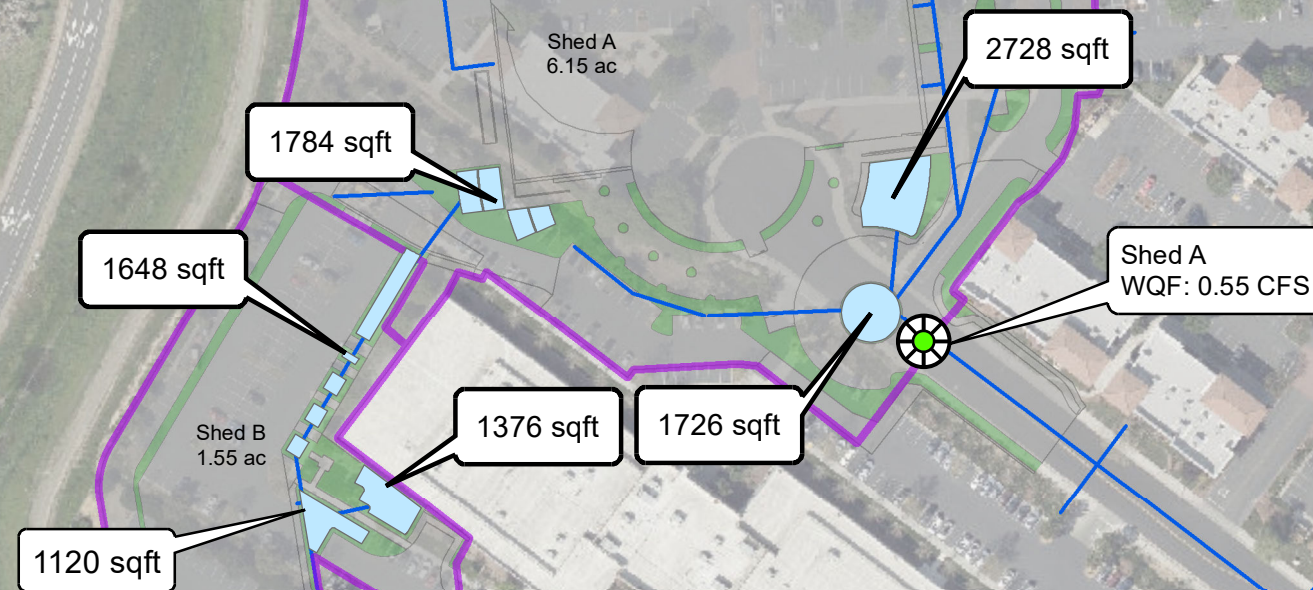 Shed A
6.15 ac
2728 sqft
1784 sqft
1648 sqft
Shed A
WQF: 0.55 CFS
1376 sqft
1726 sqft
Shed B
1.55 ac
1120 sqft